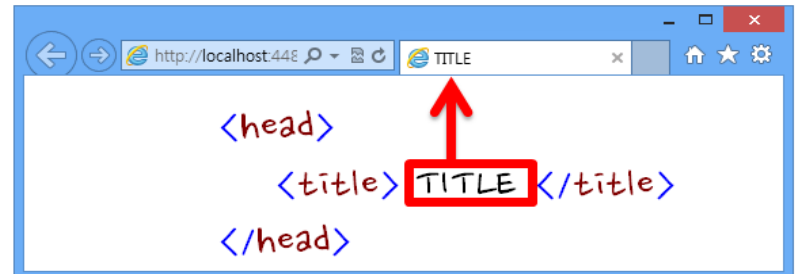 http://localhost:448
TITLE
<head>
<title> TITLE </title>
</head>